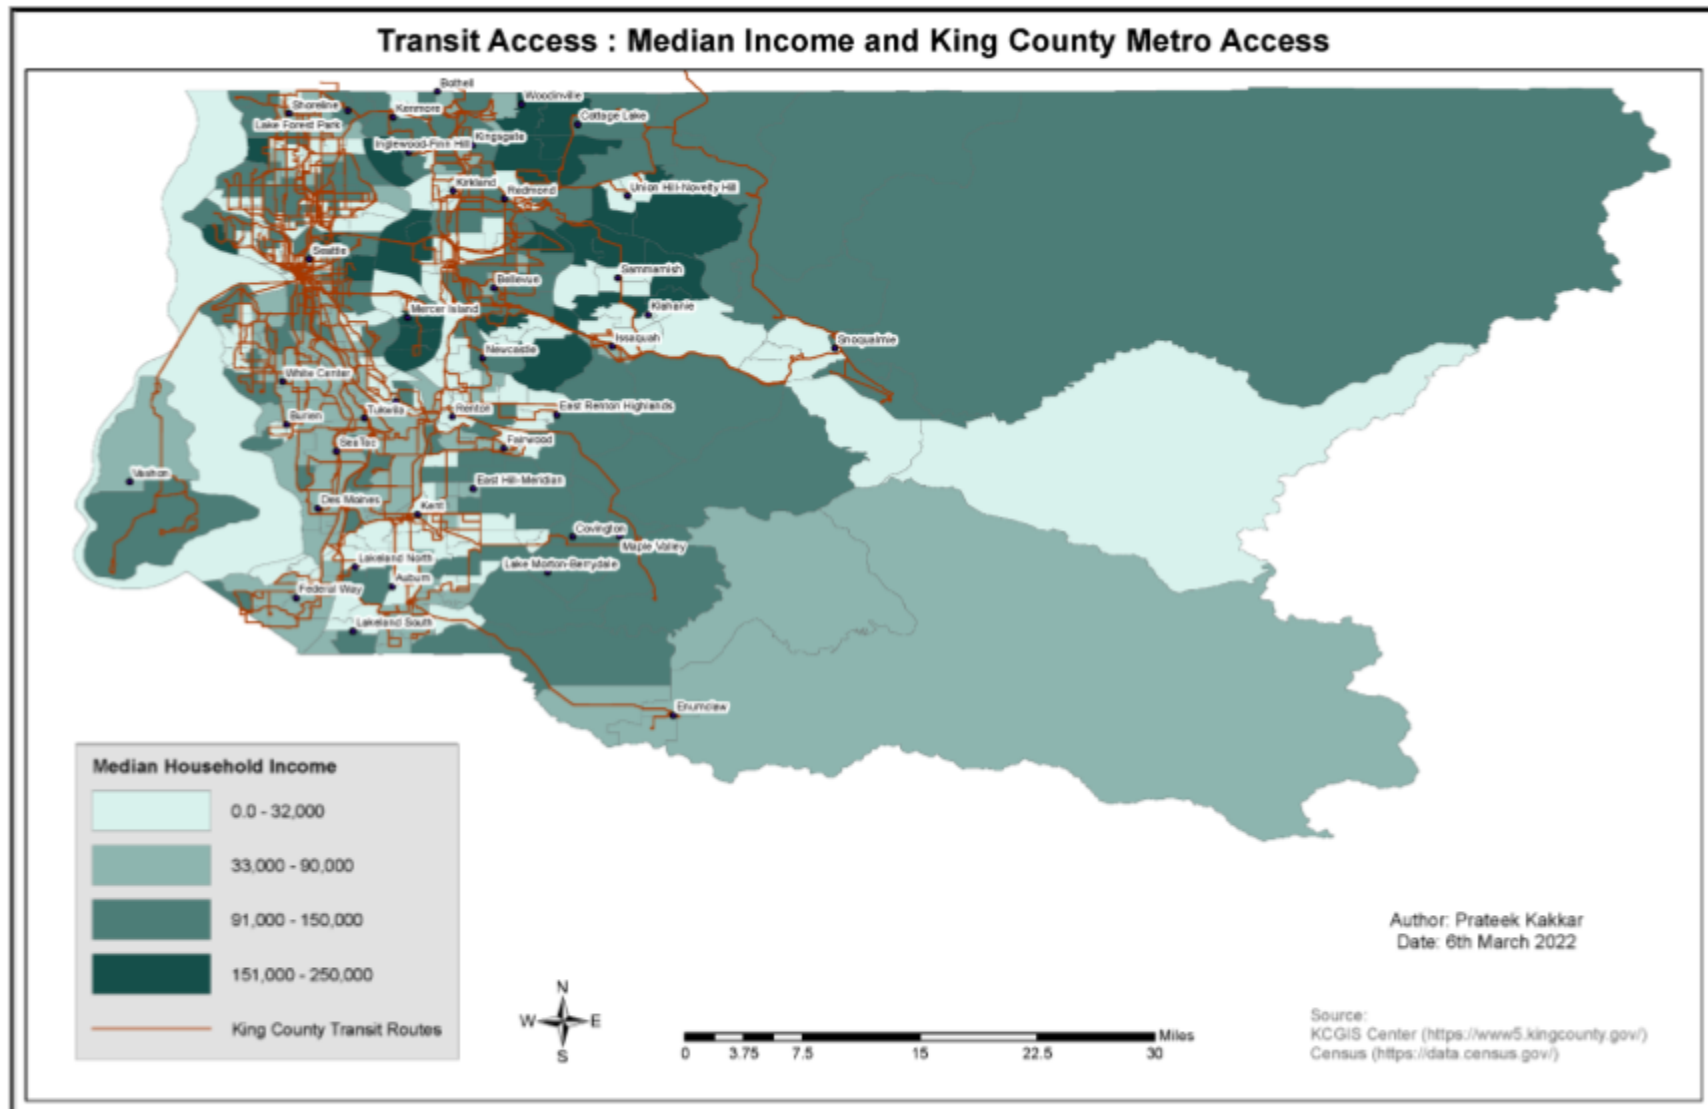 Transit Access : Median Income and King County Metro Access
Bothell
Woodinville
Shoreline
Kenmore
Cottage Lake
Lake Forest Park
Kingsgate
Inglewood-Finn Hill
Kirkland
Redmond
Union Hill-Novelty Hill
Seattle
Sammamish
Bellevue
Mercer Island
Klahanie
Issaquah
Snoqualmie
Newcastle
White Center
Burien
Tukwila
Renton
East Renton Highlands
SeaTac
Fairwood
Vashon
East Hill-Meridian
Des Moines
Kent
Covington
Maple Valley
Lakeland North
Lake Morton-Berrydale
Auburn
Federal Way
Lakeland South
Enumclaw
Median Household Income
0.0 - 32,000
33,000 - 90,000
91,000 - 150,000
151,000 - 250,000
King County Transit Routes
N
W E
S
Miles
0 3.75 7.5 15 22.5 30
Author: Prateek Kakkar
Date: 6th March 2022
Source:
KCGIS Center (https://www5.kingcounty.gov/)
Census (https://data.census.gov/)